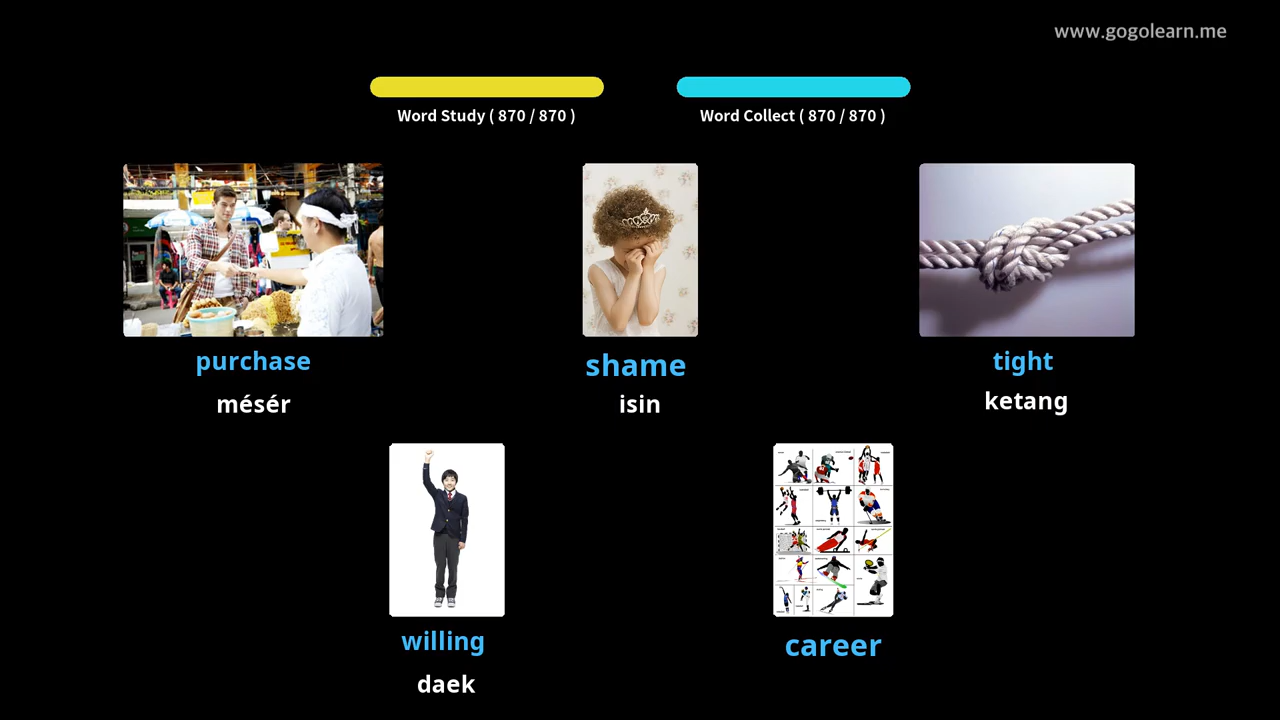 www.gogolearn.me
Word Study ( 870 / 870 )
Word Collect ( 870 / 870 )
purchase
mésér
shame
isin
tight
ketang
willing
daek
career